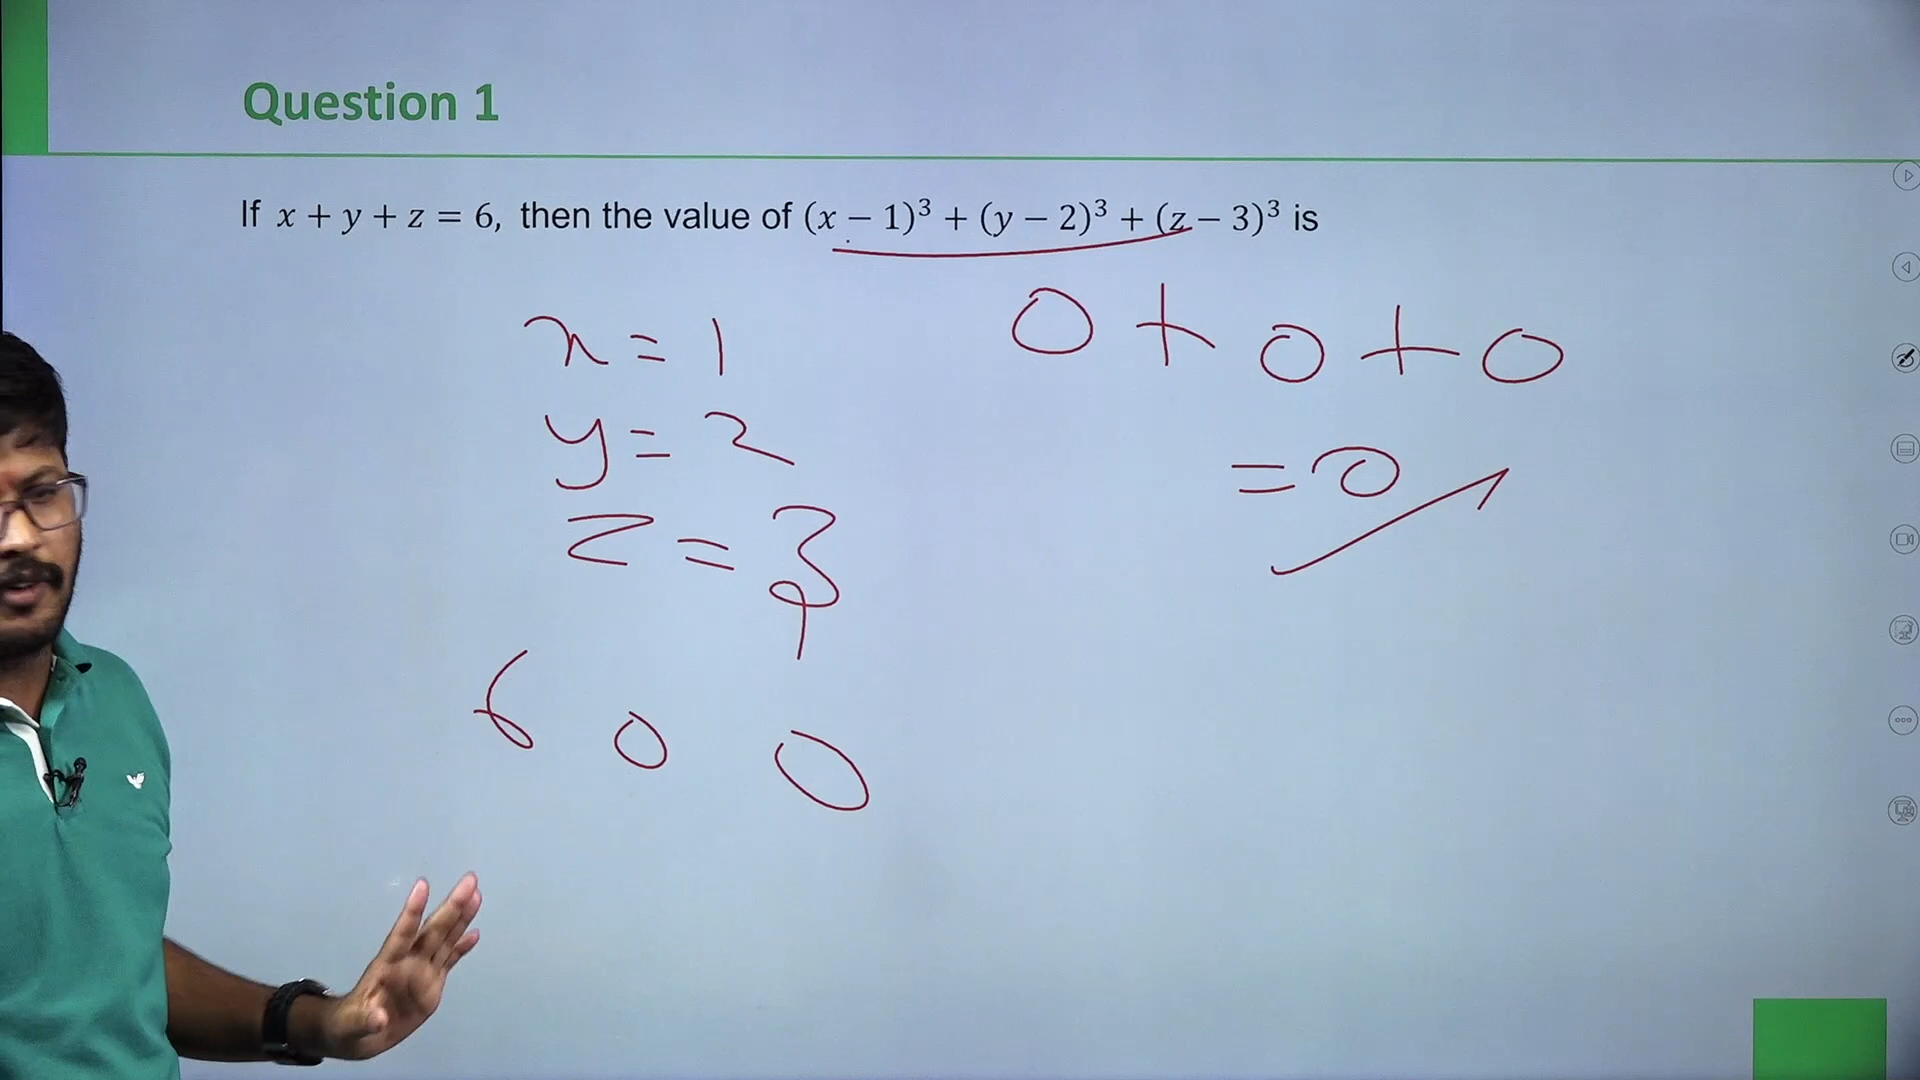 Question 1
If x + y + z = 6, then the value of (x − 1)³ + (y − 2)³ + (z − 3)³ is
x = 1
0 + 0 + 0
y = 2
= 0
z = 3
6 0 0